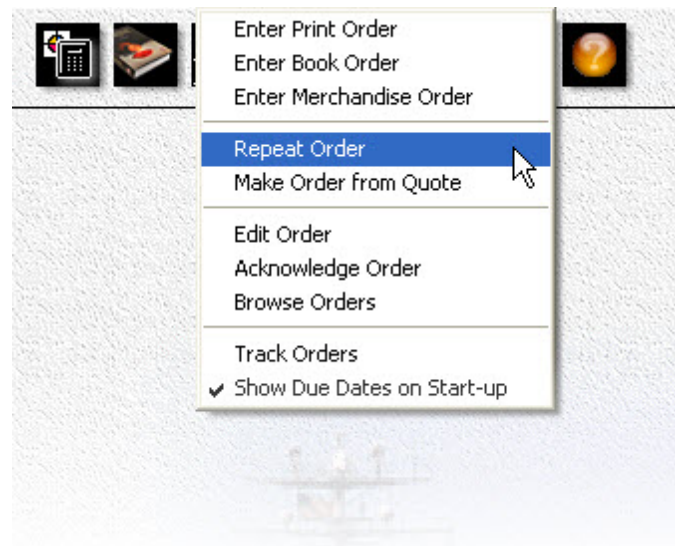 Enter Print Order
Enter Book Order
Enter Merchandise Order
Repeat Order
Make Order from Quote
Edit Order
Acknowledge Order
Browse Orders
Track Orders
Show Due Dates on Start-up